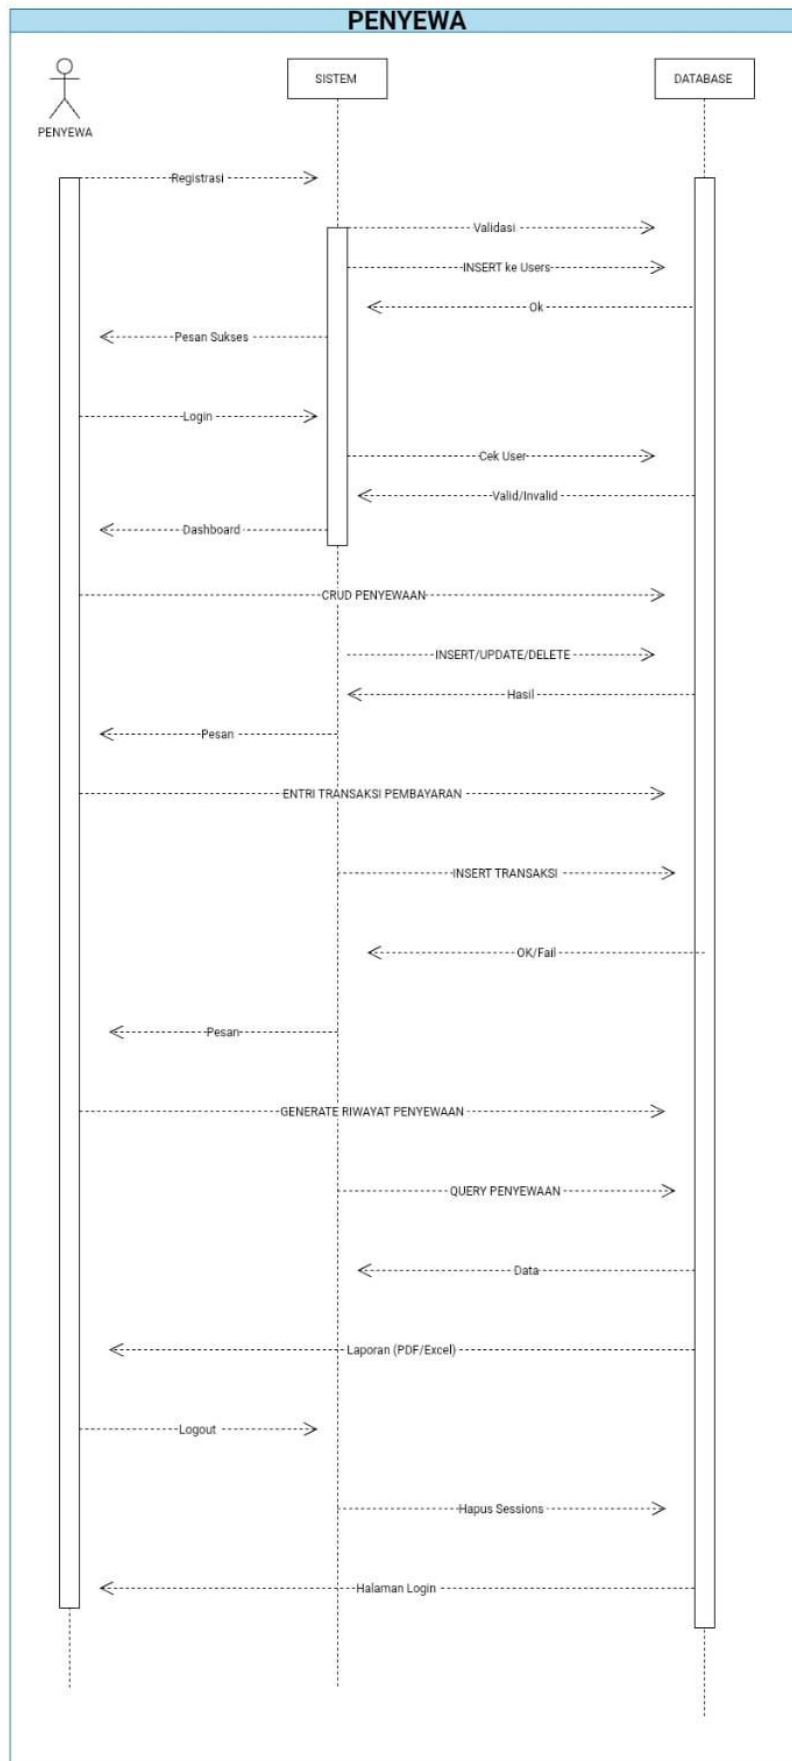 PENYEWA
PENYEWA
SISTEM
DATABASE
Registrasi
Validasi
INSERT ke Users
Ok
Pesan Sukses
Login
Cek User
Valid/Invalid
Dashboard
CRUD PENYEWAAN
INSERT/UPDATE/DELETE
Hasil
Pesan
ENTRI TRANSAKSI PEMBAYARAN
INSERT TRANSAKSI
OK/Fail
Pesan
GENERATE RIWAYAT PENYEWAAN
QUERY PENYEWAAN
Data
Laporan (PDF/Excel)
Logout
Hapus Sessions
Halaman Login